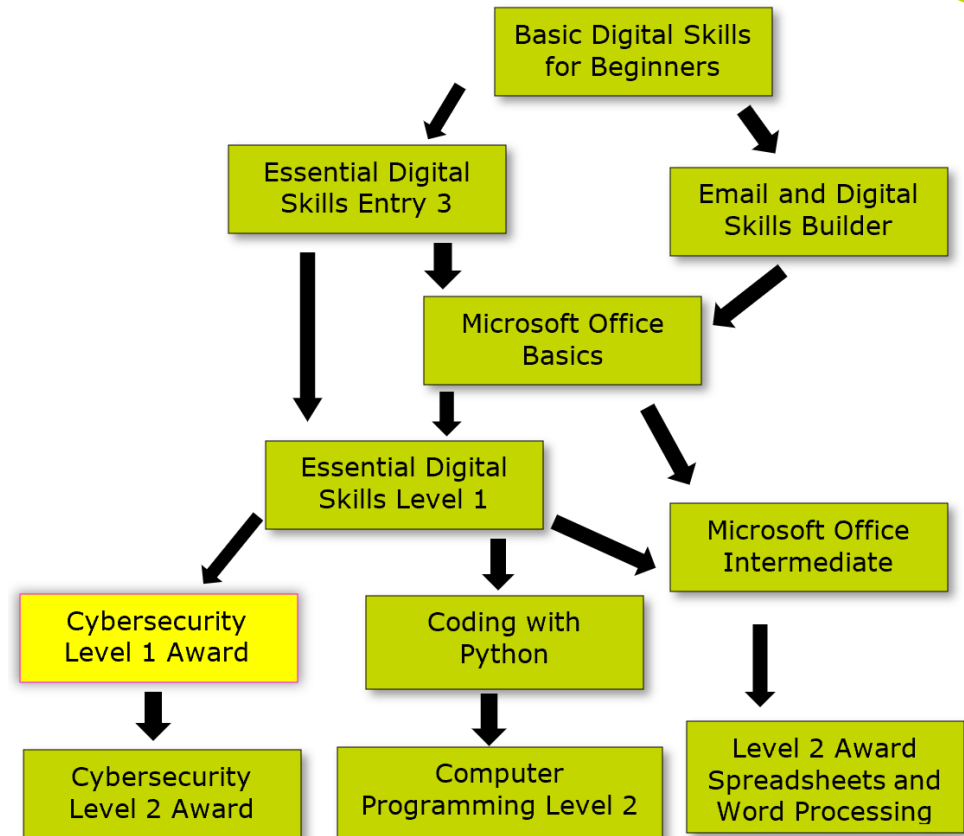 Basic Digital Skills
for Beginners
Essential Digital
Skills Entry 3
Email and Digital
Skills Builder
Microsoft Office
Basics
Essential Digital
Skills Level 1
Microsoft Office
Intermediate
Cybersecurity
Level 1 Award
Coding with
Python
Cybersecurity
Level 2 Award
Computer
Programming Level 2
Level 2 Award
Spreadsheets and
Word Processing